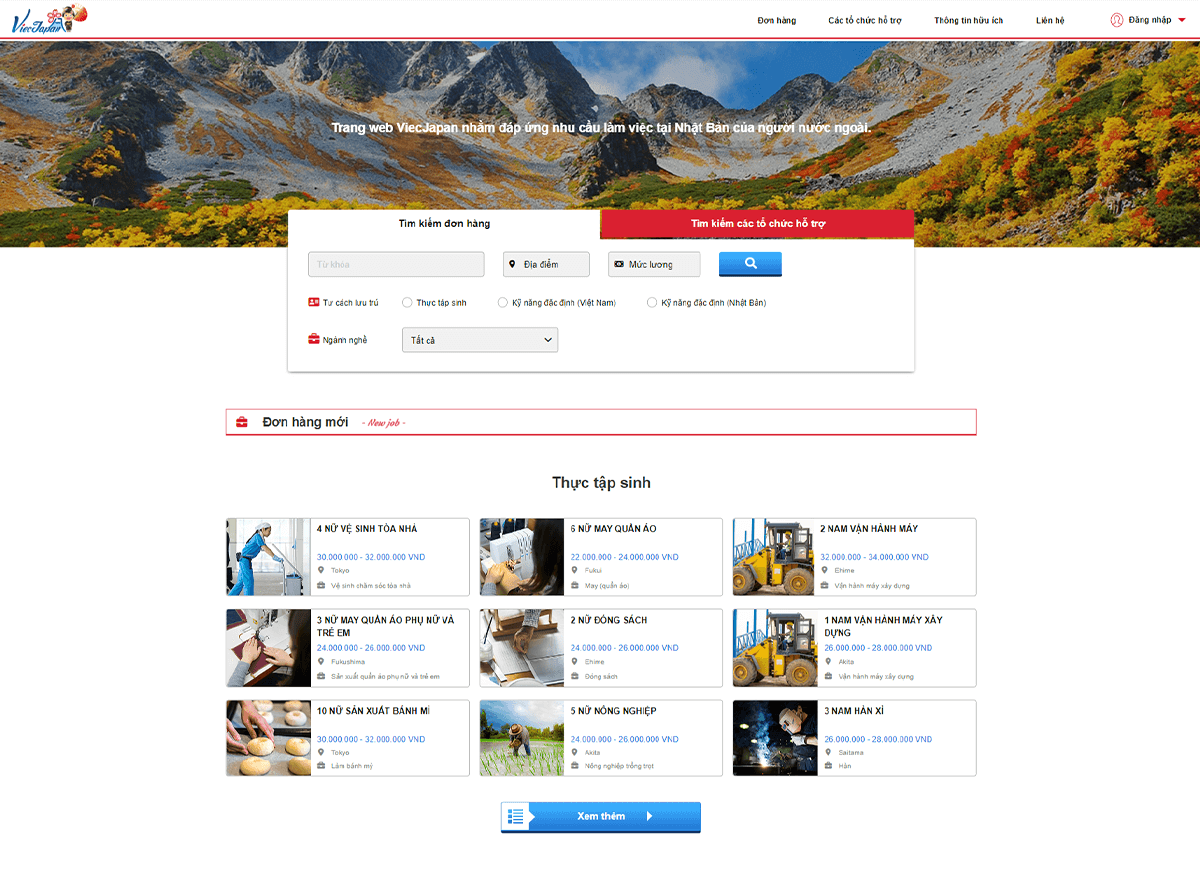 ViecJapan
Đơn hàng
Các tổ chức hỗ trợ
Thông tin hữu ích
Liên hệ
Đăng nhập
Trang web ViecJapan nhằm đáp ứng nhu cầu làm việc tại Nhật Bản của người nước ngoài.
Tìm kiếm đơn hàng
Tìm kiếm các tổ chức hỗ trợ
Từ khóa
Địa điểm
Mức lương
Tư cách lưu trú
Thực tập sinh
Kỹ năng đặc định (Việt Nam)
Kỹ năng đặc định (Nhật Bản)
Ngành nghề
Tất cả
Đơn hàng mới
- New job -
Thực tập sinh
4 NỮ VỆ SINH TÒA NHÀ
30.000.000 - 32.000.000 VND
Tokyo
Vệ sinh chăm sóc tòa nhà
6 NỮ MAY QUẦN ÁO
22.000.000 - 24.000.000 VND
Fukui
May (quần áo)
2 NAM VẬN HÀNH MÁY
32.000.000 - 34.000.000 VND
Ehime
Vận hành máy xây dựng
3 NỮ MAY QUẦN ÁO PHỤ NỮ VÀ
TRẺ EM
24.000.000 - 26.000.000 VND
Fukushima
Sản xuất quần áo phụ nữ và trẻ em
2 NỮ ĐÓNG SÁCH
24.000.000 - 26.000.000 VND
Ehime
Đóng sách
1 NAM VẬN HÀNH MÁY XÂY
DỰNG
26.000.000 - 28.000.000 VND
Akita
Vận hành máy xây dựng
10 NỮ SẢN XUẤT BÁNH MÌ
30.000.000 - 32.000.000 VND
Tokyo
Làm bánh mỳ
5 NỮ NÔNG NGHIỆP
24.000.000 - 26.000.000 VND
Akita
Nông nghiệp trồng trọt
3 NAM HÀN XÌ
26.000.000 - 28.000.000 VND
Saitama
Hàn
Xem thêm